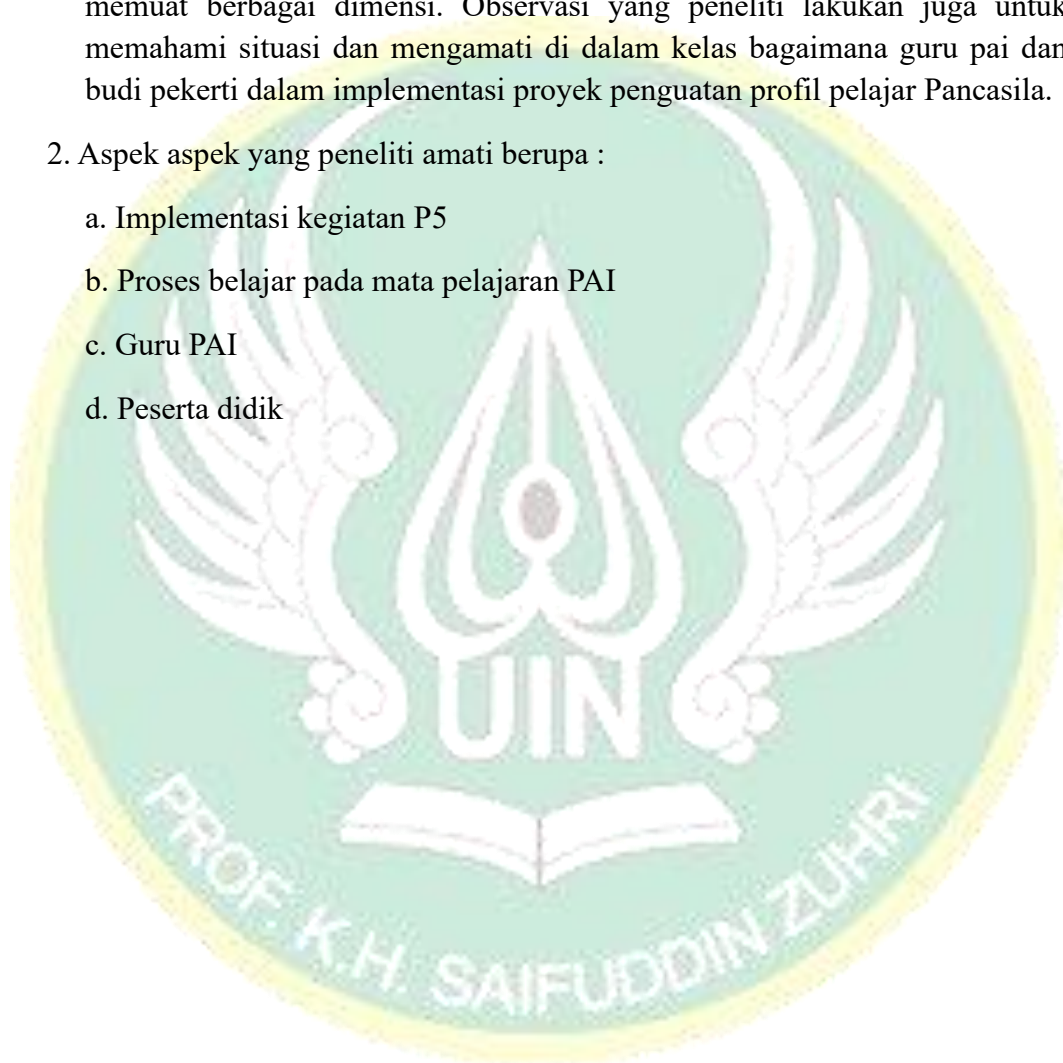 memuat berbagai dimensi. Observasi yang peneliti lakukan juga untuk
memahami situasi dan mengamati di dalam kelas bagaimana guru pai dan
budi pekerti dalam implementasi proyek penguatan profil pelajar Pancasila.
2. Aspek aspek yang peneliti amati berupa :
a. Implementasi kegiatan P5
b. Proses belajar pada mata pelajaran PAI
c. Guru PAI
d. Peserta didik
UIN
PROF. K.H. SAIFUDDIN ZUHRI